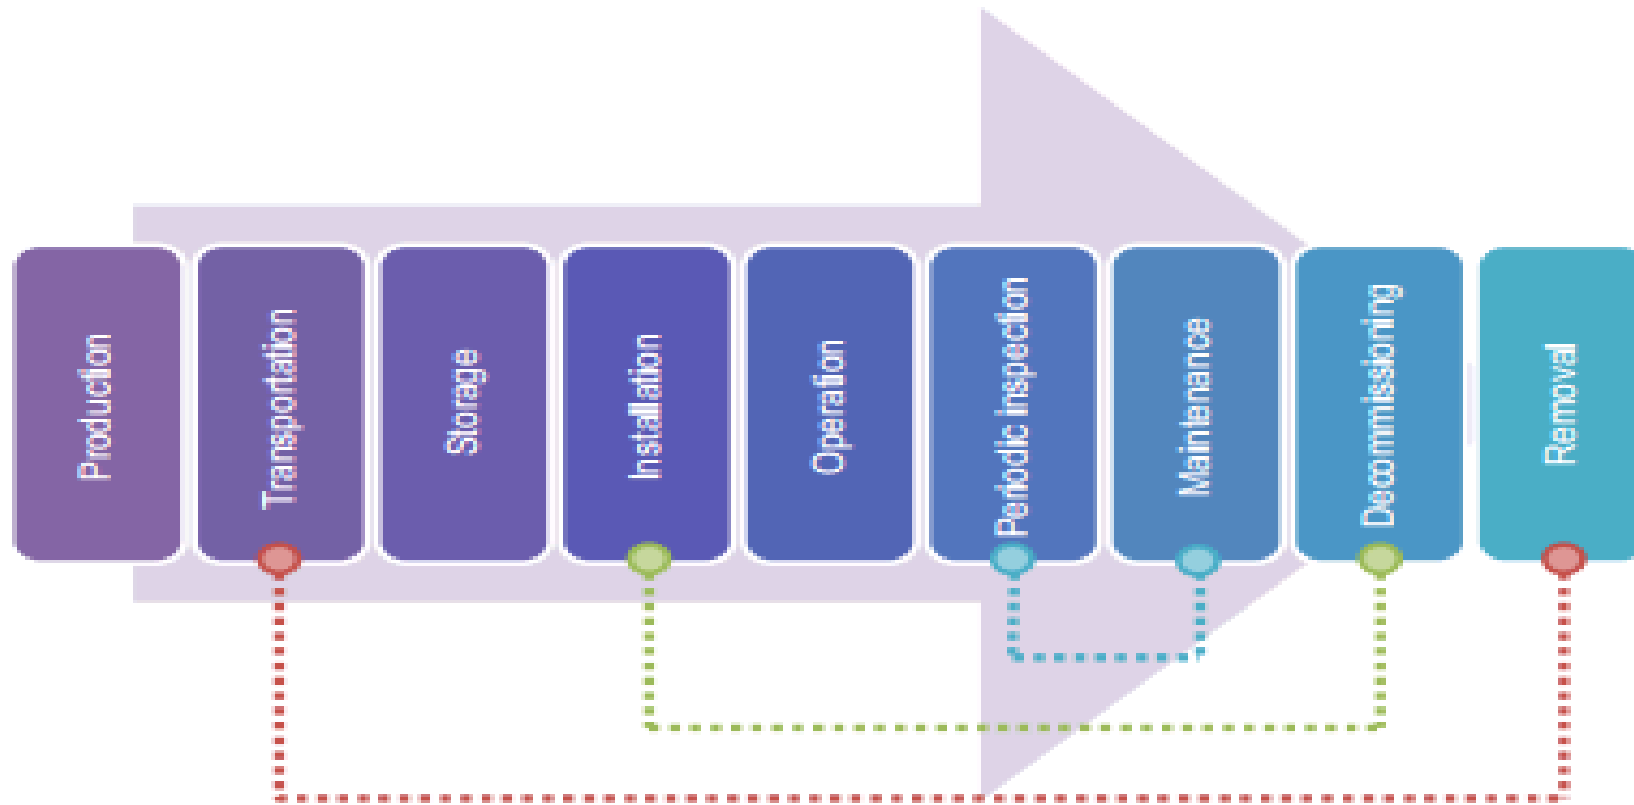 Production
Transportation
Storage
Installation
Operation
Periodic inspection
Maintenance
Decommissioning
Removal